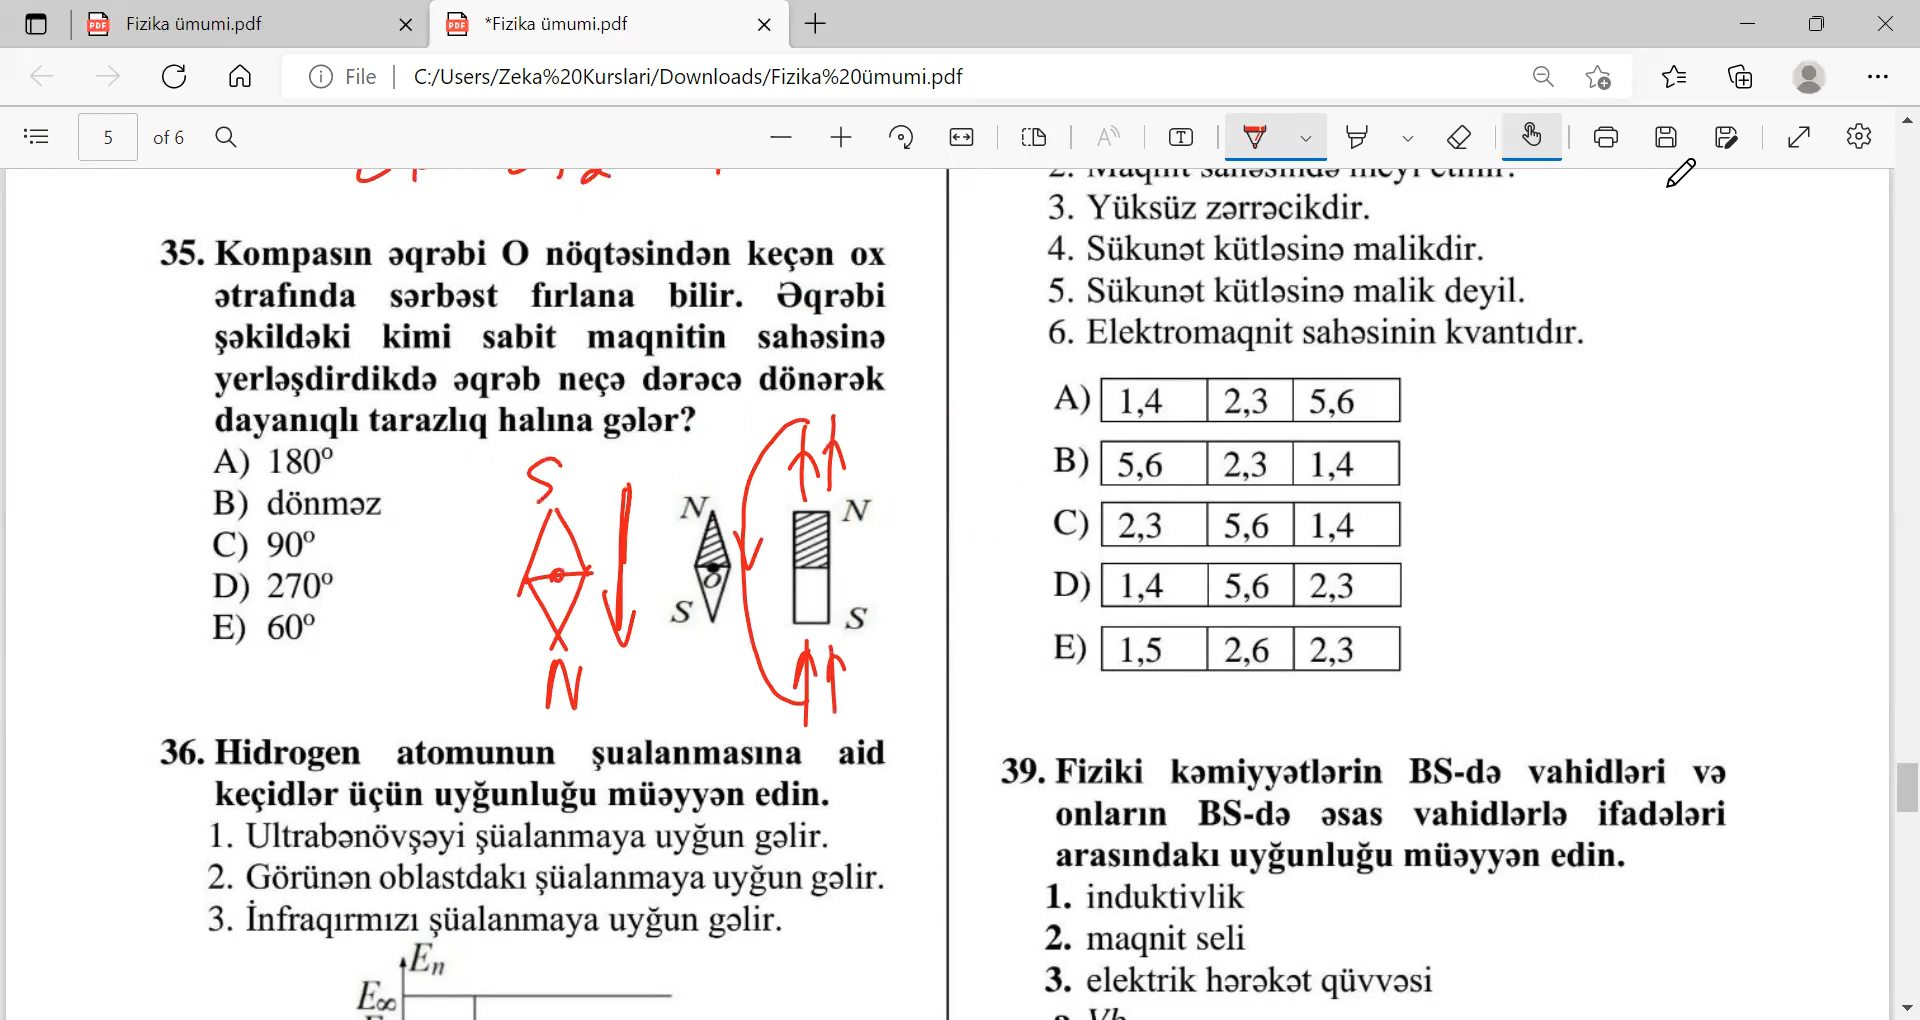 Fizika ümumi.pdf
*Fizika ümumi.pdf
File
C:/Users/Zeka%20Kurslari/Downloads/Fizika%20ümumi.pdf
5 of 6
35. Kompasın əqrəbi O nöqtəsindən keçən ox
ətrafında sərbəst fırlana bilir. Əqrəbi
şəkildəki kimi sabit maqnitin sahəsinə
yerləşdirdikdə əqrəb neçə dərəcə dönərək
dayanıqlı tarazlıq halına gələr?
A) 180º
B) dönməz
C) 90º
D) 270º
E) 60º
S
N
N
O
S
N
S
36. Hidrogen atomunun şualanmasına aid
keçidlər üçün uyğunluğu müəyyən edin.
1. Ultrabənövşəyi şüalanmaya uyğun gəlir.
2. Görünən oblastdakı şüalanmaya uyğun gəlir.
3. İnfraqırmızı şüalanmaya uyğun gəlir.
Eₙ
E∞
3. Yüksüz zərrəcikdir.
4. Sükunət kütləsinə malikdir.
5. Sükunət kütləsinə malik deyil.
6. Elektromaqnit sahəsinin kvantıdır.
A) 1,4 2,3 5,6
B) 5,6 2,3 1,4
C) 2,3 5,6 1,4
D) 1,4 5,6 2,3
E) 1,5 2,6 2,3
39. Fiziki kəmiyyətlərin BS-də vahidləri və
onların BS-də əsas vahidlərlə ifadələri
arasındakı uyğunluğu müəyyən edin.
1. induktivlik
2. maqnit seli
3. elektrik hərəkət qüvvəsi